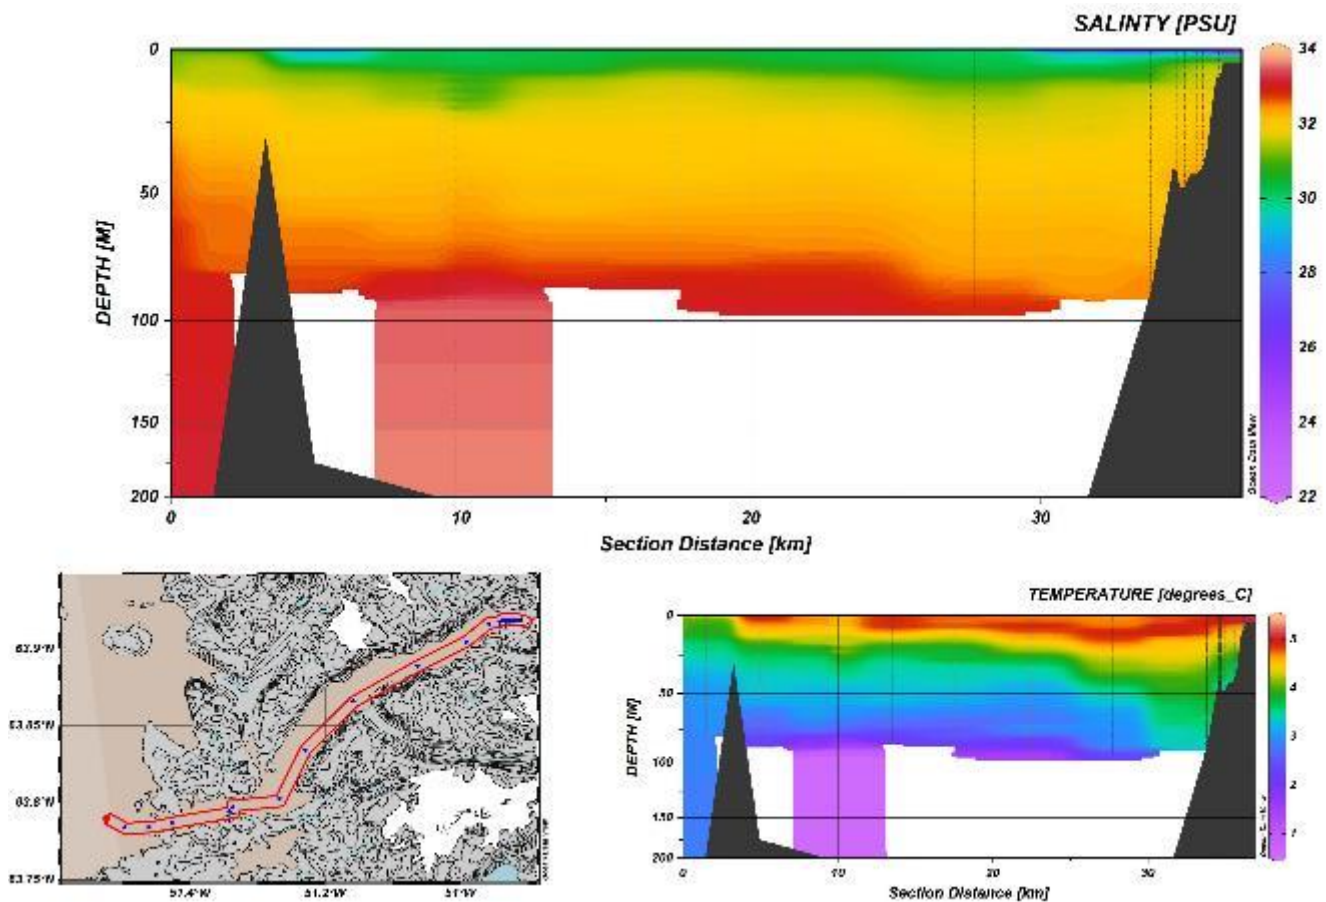 SALINTY [PSU]
0
50
100
150
200
DEPTH [M]
0
10
20
30
Section Distance [km]
34
32
30
28
26
24
22
Ocean Data View
63.9°N
63.85°N
63.8°N
63.75°N
51.4°W
51.2°W
51°W
TEMPERATURE [degrees_C]
0
50
100
150
200
DEPTH [M]
0
10
20
30
Section Distance [km]
5
4
3
2
1